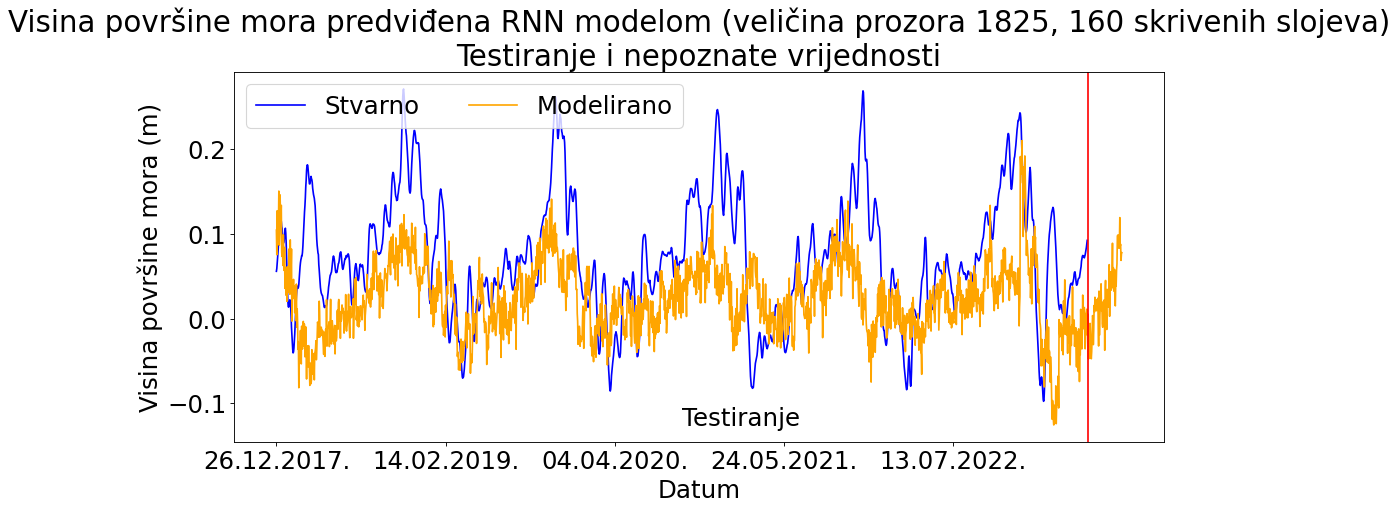 Visina površine mora predviđena RNN modelom (veličina prozora 1825, 160 skrivenih slojeva)
Testiranje i nepoznate vrijednosti
Stvarno
Modelirano
Visina površine mora (m)
0.2
0.1
0.0
−0.1
Testiranje
26.12.2017.
14.02.2019.
04.04.2020.
24.05.2021.
13.07.2022.
Datum